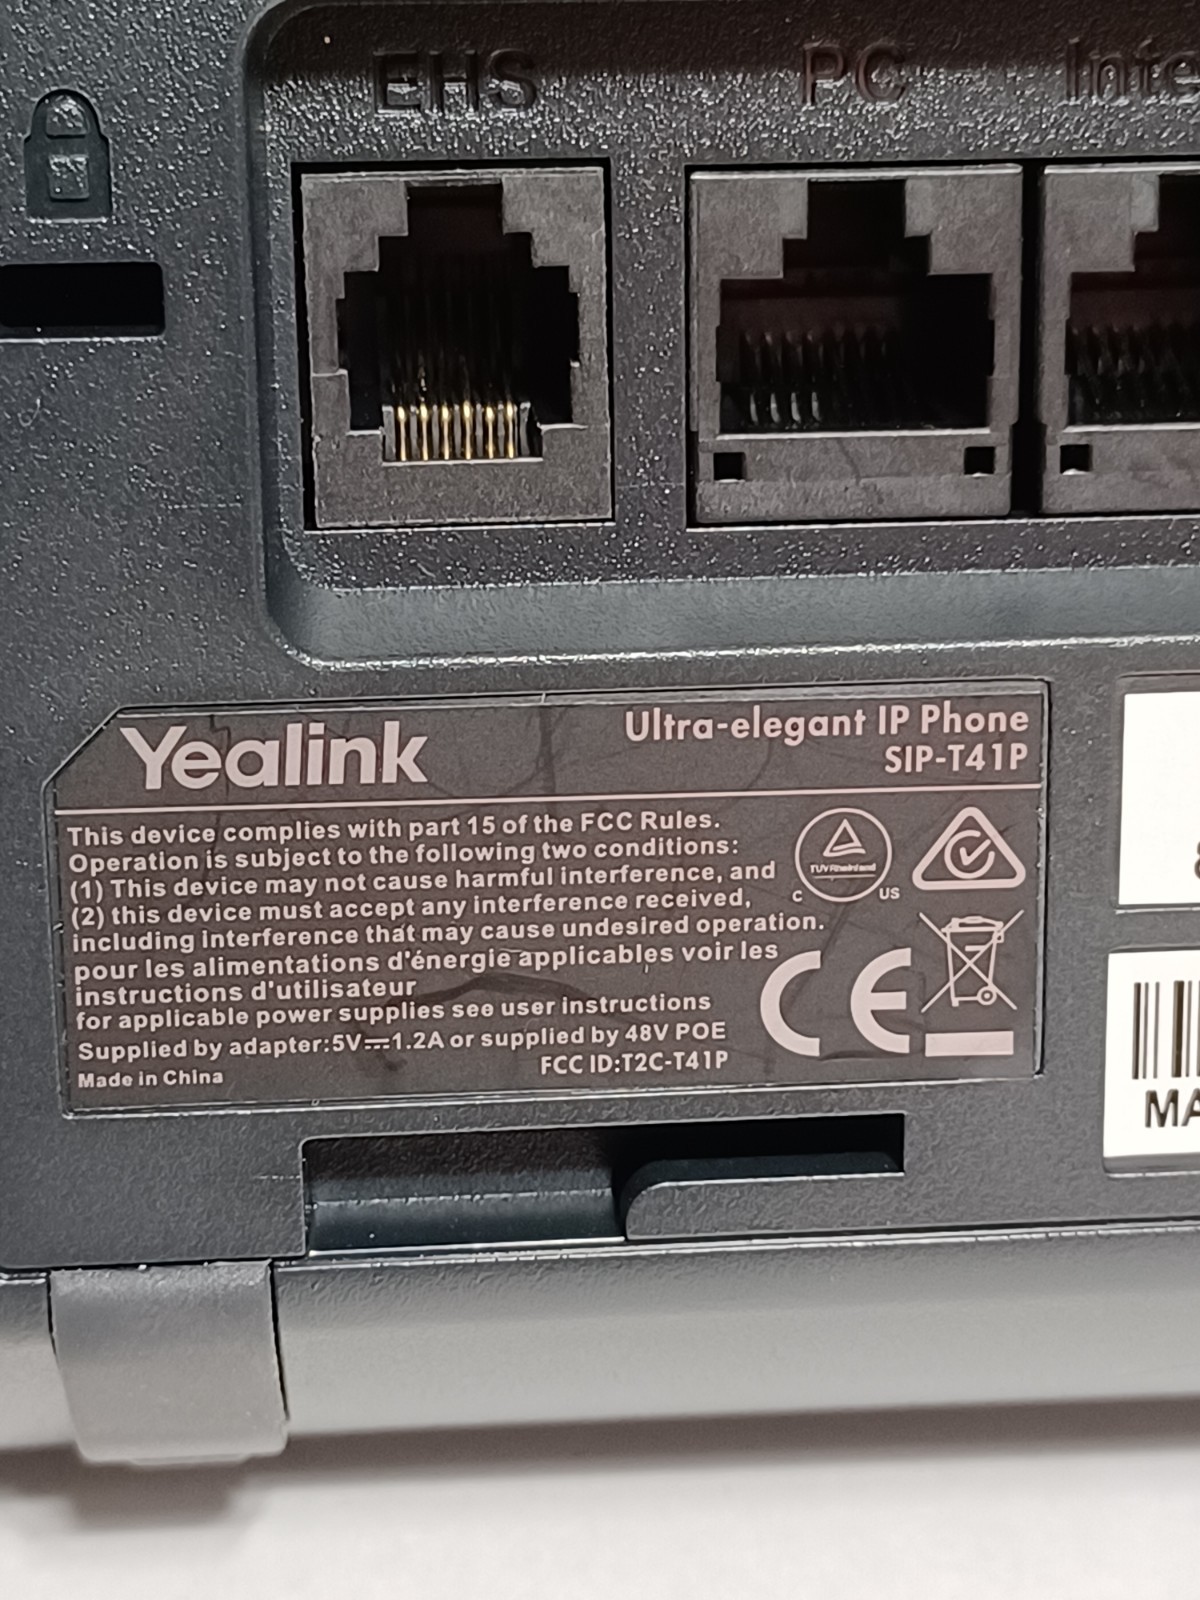 EHS
PC
Yealink
Ultra-elegant IP Phone
SIP-T41P
This device complies with part 15 of the FCC Rules.
Operation is subject to the following two conditions:
(1) This device may not cause harmful interference, and
(2) this device must accept any interference received,
including interference that may cause undesired operation.
pour les alimentations d'énergie applicables voir les
instructions d'utilisateur
for applicable power supplies see user instructions
Supplied by adapter:5V⎓1.2A or supplied by 48V POE
Made in China
FCC ID:T2C-T41P
TUVRheinland
C
US
CE